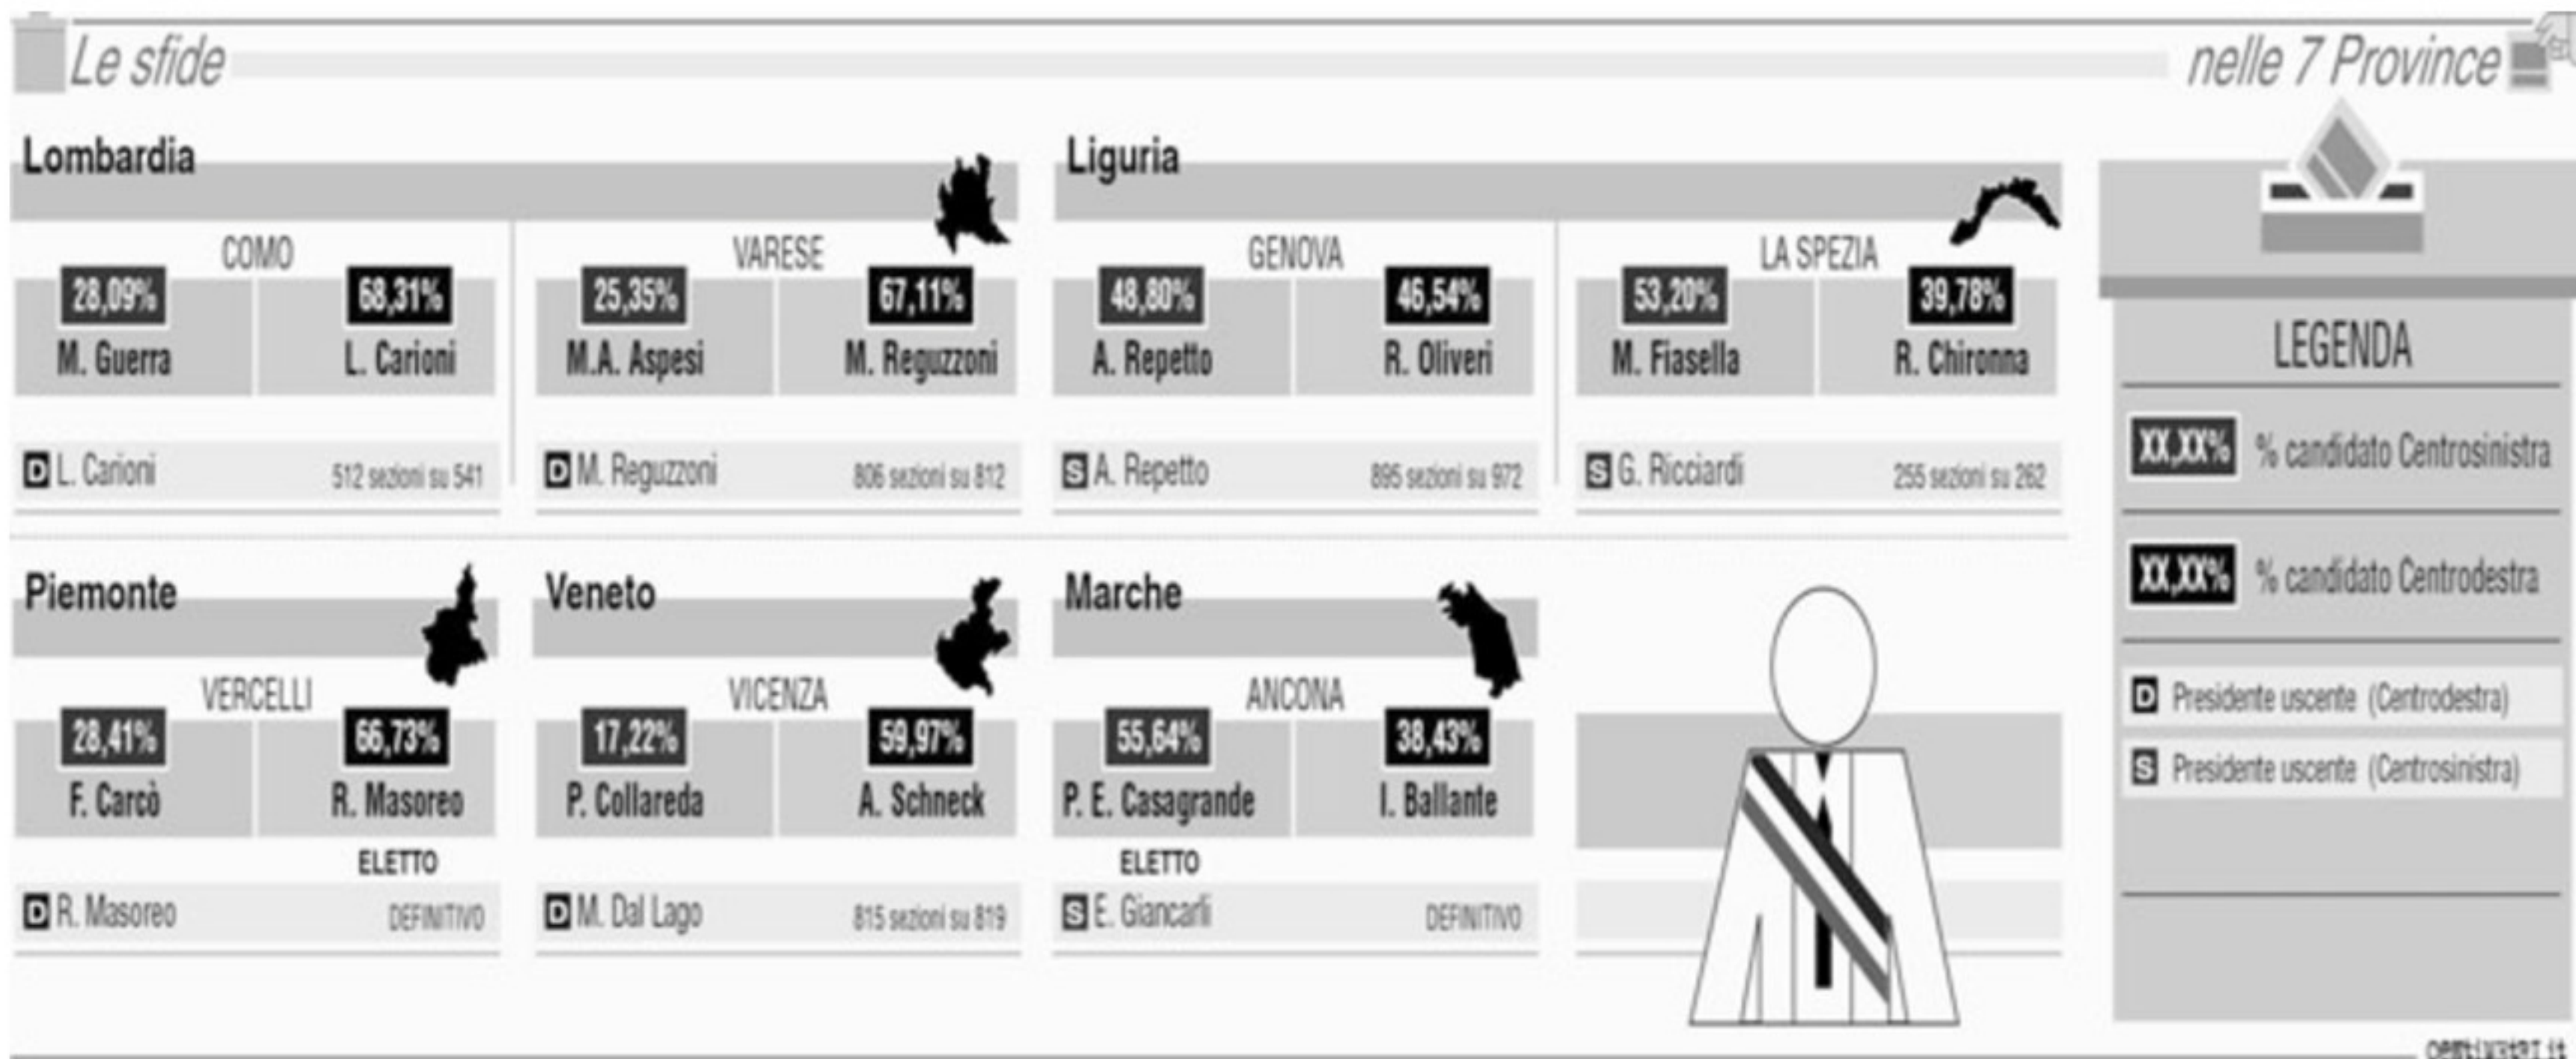 Le sfide
nelle 7 Province
Lombardia
COMO
28,09%
68,31%
M. Guerra
L. Carioni
D L. Carioni
512 sezioni su 541
VARESE
25,35%
67,11%
M.A. Aspesi
M. Reguzzoni
D M. Reguzzoni
806 sezioni su 812
Liguria
GENOVA
48,80%
46,54%
A. Repetto
R. Oliveri
S A. Repetto
895 sezioni su 972
LA SPEZIA
53,20%
39,78%
M. Fiasella
R. Chironna
S G. Ricciardi
255 sezioni su 262
Piemonte
VERCELLI
28,41%
66,73%
F. Carcò
R. Masoreo
ELETTO
D R. Masoreo
DEFINITIVO
Veneto
VICENZA
17,22%
59,97%
P. Collareda
A. Schneck
D M. Dal Lago
815 sezioni su 819
Marche
ANCONA
55,64%
38,43%
P. E. Casagrande
I. Ballante
ELETTO
S E. Giancarli
DEFINITIVO
LEGENDA
XX,XX% % candidato Centrosinistra
XX,XX% % candidato Centrodestra
D Presidente uscente (Centrodestra)
S Presidente uscente (Centrosinistra)